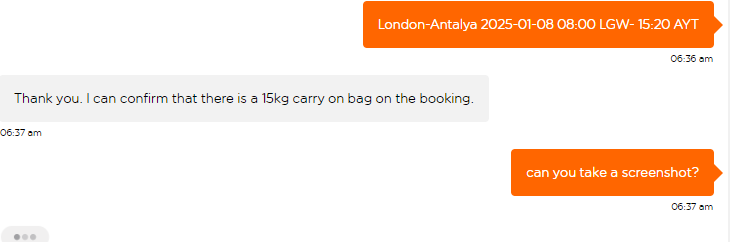 London-Antalya 2025-01-08 08:00 LGW- 15:20 AYT
06:36 am
Thank you. I can confirm that there is a 15kg carry on bag on the booking.
06:37 am
can you take a screenshot?
06:37 am